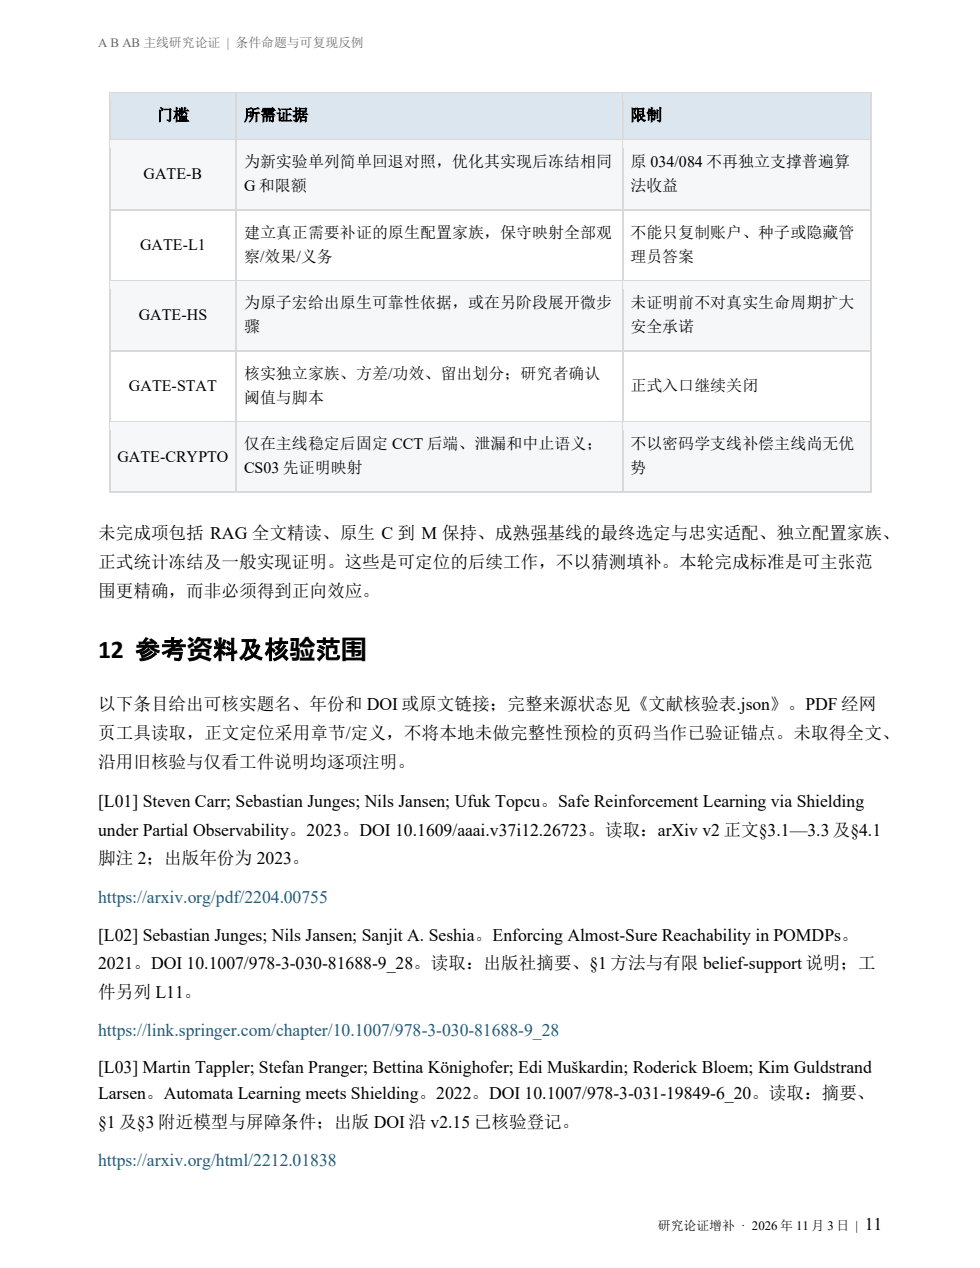 A B AB 主线研究论证 | 条件命题与可复现反例
门槛 所需证据 限制
GATE-B
为新实验单列简单回退对照，优化其实现后冻结相同
G 和限额
原 034/084 不再独立支撑普遍算
法收益
GATE-L1
建立真正需要补证的原生配置家族，保守映射全部观
察/效果/义务
不能只复制账户、种子或隐藏管
理员答案
GATE-HS
为原子宏给出原生可靠性依据，或在另阶段展开微步
骤
未证明前不对真实生命周期扩大
安全承诺
GATE-STAT
核实独立家族、方差/功效、留出划分；研究者确认
阈值与脚本
正式入口继续关闭
GATE-CRYPTO
仅在主线稳定后固定 CCT 后端、泄漏和中止语义；
CS03 先证明映射
不以密码学支线补偿主线尚无优
势
未完成项包括 RAG 全文精读、原生 C 到 M 保持、成熟强基线的最终选定与忠实适配、独立配置家族、
正式统计冻结及一般实现证明。这些是可定位的后续工作，不以猜测填补。本轮完成标准是可主张范
围更精确，而非必须得到正向效应。
12 参考资料及核验范围
以下条目给出可核实题名、年份和 DOI 或原文链接；完整来源状态见《文献核验表.json》。PDF 经网
页工具读取，正文定位采用章节/定义，不将本地未做完整性预检的页码当作已验证锚点。未取得全文、
沿用旧核验与仅看工件说明均逐项注明。
[L01] Steven Carr; Sebastian Junges; Nils Jansen; Ufuk Topcu。Safe Reinforcement Learning via Shielding
under Partial Observability。2023。DOI 10.1609/aaai.v37i12.26723。读取：arXiv v2 正文§3.1—3.3 及§4.1
脚注 2；出版年份为 2023。
https://arxiv.org/pdf/2204.00755
[L02] Sebastian Junges; Nils Jansen; Sanjit A. Seshia。Enforcing Almost-Sure Reachability in POMDPs。
2021。DOI 10.1007/978-3-030-81688-9_28。读取：出版社摘要、§1 方法与有限 belief-support 说明；工
件另列 L11。
https://link.springer.com/chapter/10.1007/978-3-030-81688-9_28
[L03] Martin Tappler; Stefan Pranger; Bettina Könighofer; Edi Muškardin; Roderick Bloem; Kim Guldstrand
Larsen。Automata Learning meets Shielding。2022。DOI 10.1007/978-3-031-19849-6_20。读取：摘要、
§1 及§3 附近模型与屏障条件；出版 DOI 沿 v2.15 已核验登记。
https://arxiv.org/html/2212.01838
研究论证增补 · 2026 年 11 月 3 日 | 11